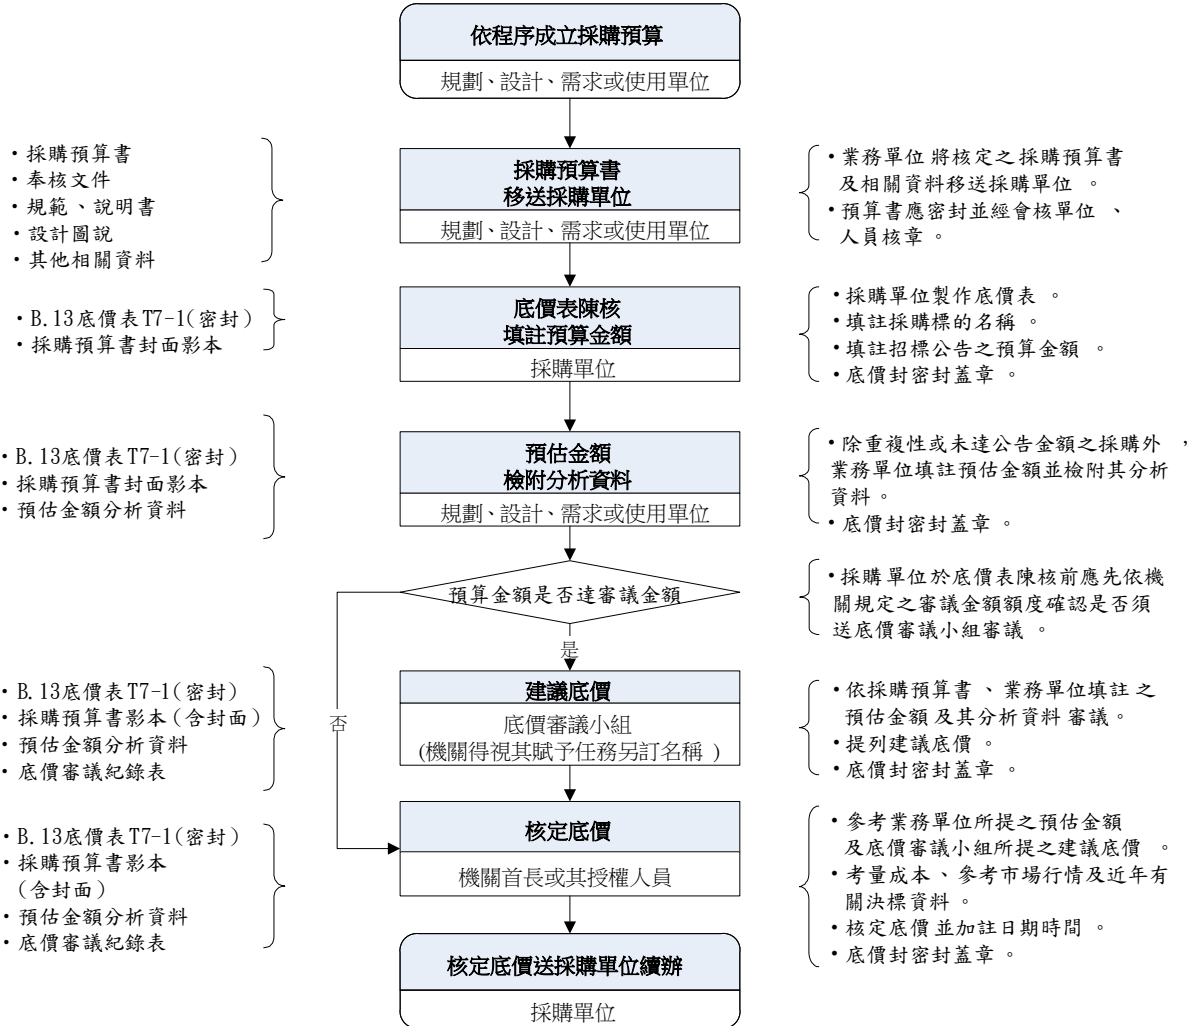 依程序成立採購預算
規劃、設計、需求或使用單位
・採購預算書
・奉核文件
・規範、說明書
・設計圖說
・其他相關資料
採購預算書
移送採購單位
規劃、設計、需求或使用單位
・業務單位將核定之採購預算書
及相關資料移送採購單位。
・預算書應密封並經會核單位、
人員核章。
・B.13底價表T7-1(密封)
・採購預算書封面影本
底價表陳核
填註預算金額
採購單位
・採購單位製作底價表。
・填註採購標的名稱。
・填註招標公告之預算金額。
・底價封密封蓋章。
・B.13底價表T7-1(密封)
・採購預算書封面影本
・預估金額分析資料
預估金額
檢附分析資料
規劃、設計、需求或使用單位
・除重複性或未達公告金額之採購外，
業務單位填註預估金額並檢附其分析
資料。
・底價封密封蓋章。
預算金額是否達審議金額
・採購單位於底價表陳核前應先依機
關規定之審議金額額度確認是否須
送底價審議小組審議。
是
否
・B.13底價表T7-1(密封)
・採購預算書影本(含封面)
・預估金額分析資料
・底價審議紀錄表
建議底價
底價審議小組
(機關得視其賦予任務另訂名稱)
・依採購預算書、業務單位填註之
預估金額及其分析資料審議。
・提列建議底價。
・底價封密封蓋章。
・B.13底價表T7-1(密封)
・採購預算書影本
(含封面)
・預估金額分析資料
・底價審議紀錄表
核定底價
機關首長或其授權人員
・參考業務單位所提之預估金額
及底價審議小組所提之建議底價。
・考量成本、參考市場行情及近年有
關決標資料。
・核定底價並加註日期時間。
・底價封密封蓋章。
核定底價送採購單位續辦
採購單位